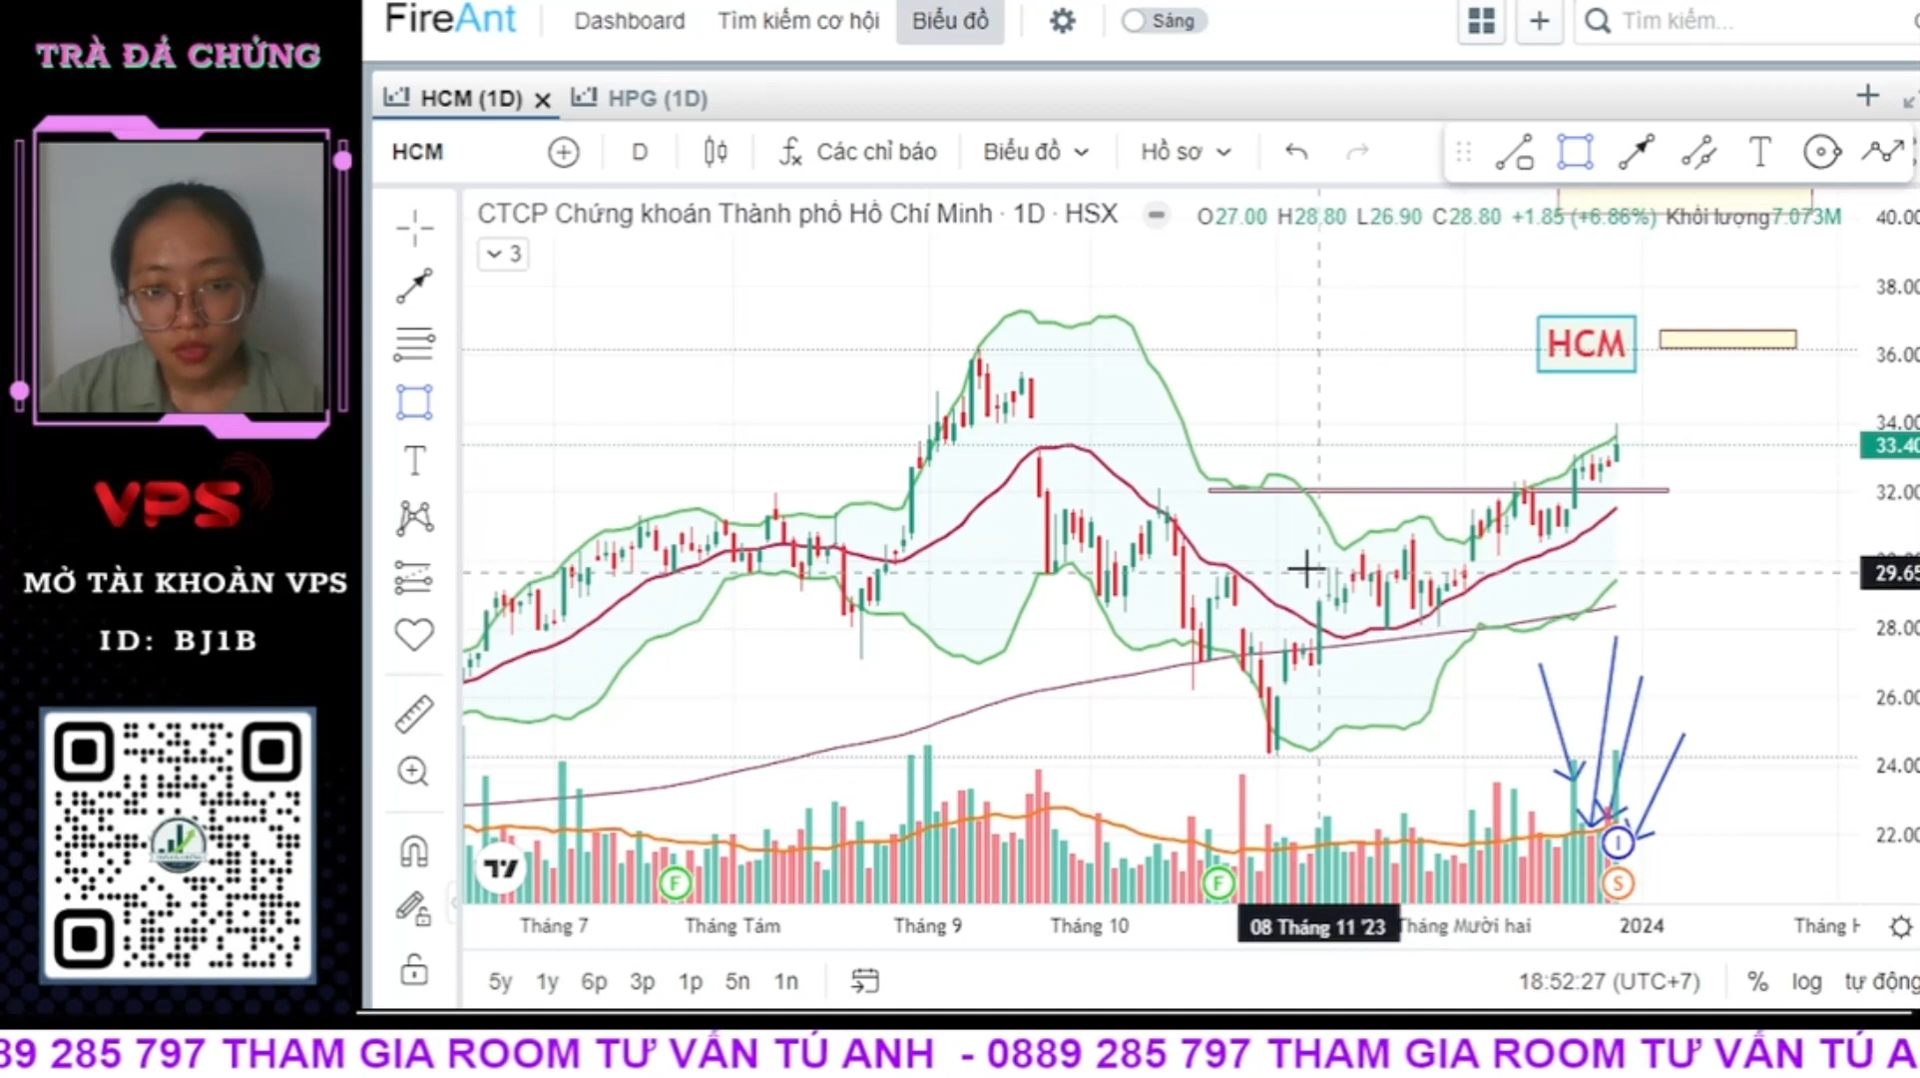 TRÀ ĐÁ CHỨNG
VPS
MỞ TÀI KHOẢN VPS
ID: BJ1B
FireAnt
Dashboard
Tìm kiếm cơ hội
Biểu đồ
Sáng
Tìm kiếm...
HCM (1D)
HPG (1D)
HCM
D
Các chỉ báo
Biểu đồ
Hồ sơ
CTCP Chứng khoán Thành phố Hồ Chí Minh · 1D · HSX
O27.00 H28.80 L26.90 C28.80 +1.85 (+6.86%) Khối lượng7.073M
3
HCM
40.00
38.00
36.00
34.00
33.40
32.00
29.65
28.00
26.00
24.00
22.00
F
F
I
S
Tháng 7
Tháng Tám
Tháng 9
Tháng 10
08 Tháng 11 '23
Tháng Mười hai
2024
Tháng
5y 1y 6p 3p 1p 5n 1n
18:52:27 (UTC+7)
% log tự động
89 285 797 THAM GIA ROOM TƯ VẤN TÚ ANH - 0889 285 797 THAM GIA ROOM TƯ VẤN TÚ A